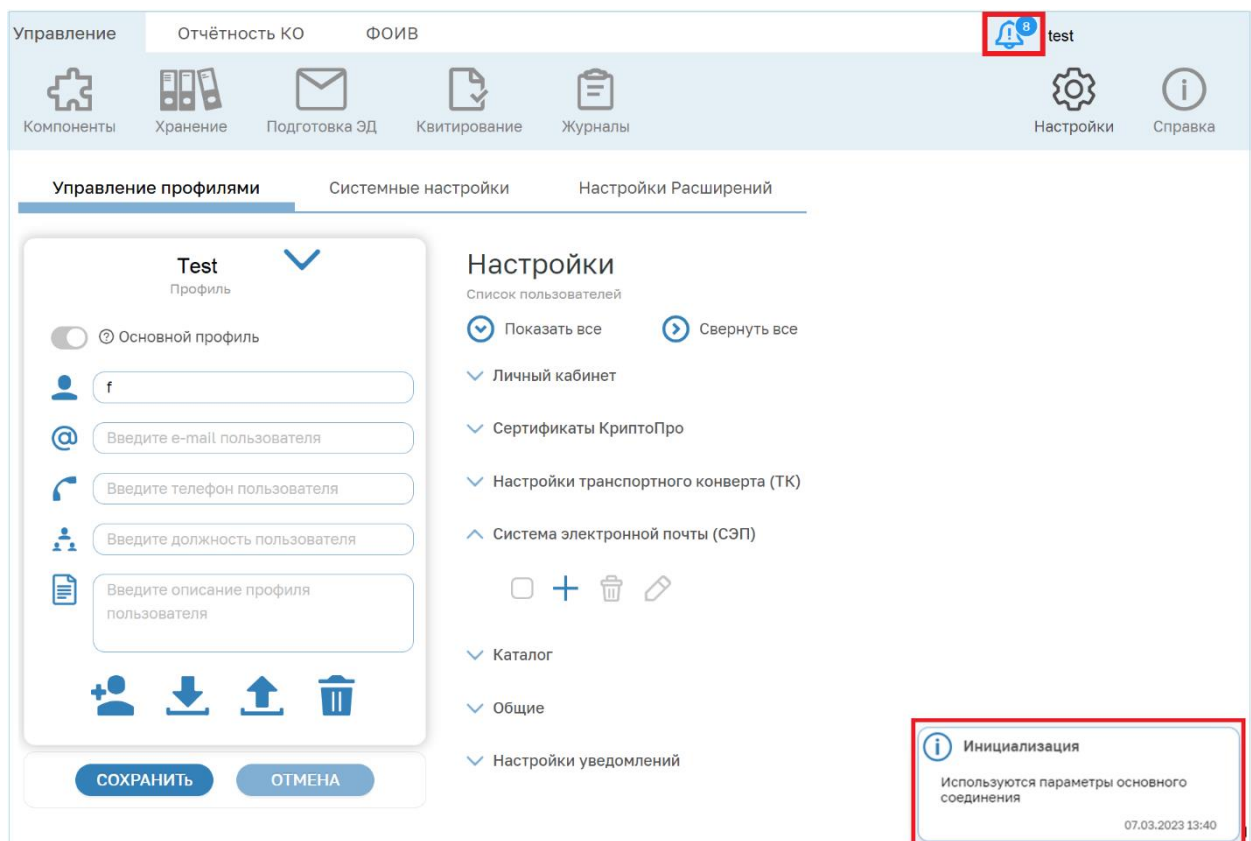 Управление Отчётность КО ФОИВ 8 test
Компоненты Хранение Подготовка ЭД Квитирование Журналы Настройки Справка
Управление профилями Системные настройки Настройки Расширений
Test
Профиль
Основной профиль
f
Введите e-mail пользователя
Введите телефон пользователя
Введите должность пользователя
Введите описание профиля
пользователя
СОХРАНИТЬ ОТМЕНА
Настройки
Список пользователей
Показать все Свернуть все
Личный кабинет
Сертификаты КриптоПро
Настройки транспортного конверта (ТК)
Система электронной почты (СЭП)
Каталог
Общие
Настройки уведомлений
Инициализация
Используются параметры основного
соединения
07.03.2023 13:40